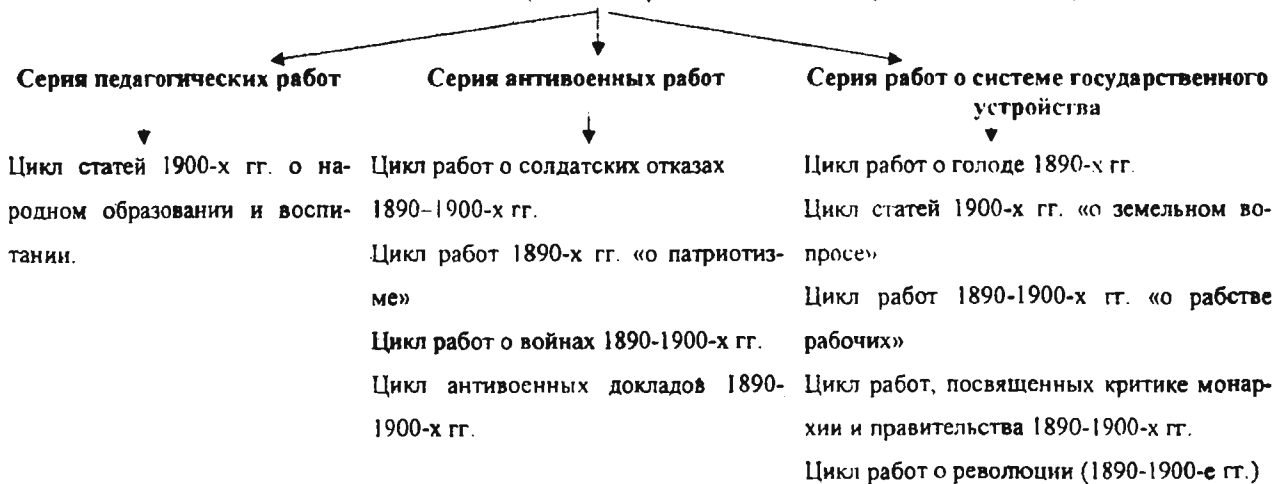 Серия педагогических работ
Цикл статей 1900-х гг. о на-
родном образовании и воспи-
тании.
Серия антивоенных работ
Цикл работ о солдатских отказах
1890–1900-х гг.
Цикл работ 1890-х гг. «о патриотиз-
ме»
Цикл работ о войнах 1890-1900-х гг.
Цикл антивоенных докладов 1890-
1900-х гг.
Серия работ о системе государственного
устройства
Цикл работ о голоде 1890-х гг.
Цикл статей 1900-х гг. «о земельном во-
просе»
Цикл работ 1890-1900-х гг. «о рабстве
рабочих»
Цикл работ, посвященных критике монар-
хии и правительства 1890-1900-х гг.
Цикл работ о революции (1890-1900-е гг.)